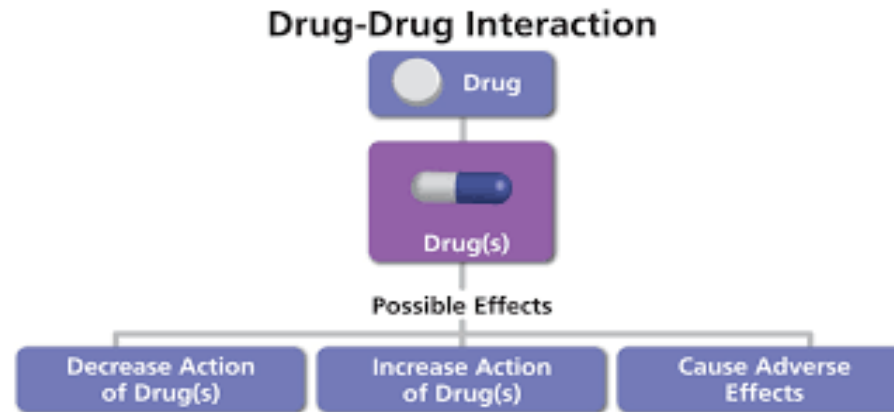 Drug-Drug Interaction
Drug
Drug(s)
Possible Effects
Decrease Action
of Drug(s)
Increase Action
of Drug(s)
Cause Adverse
Effects